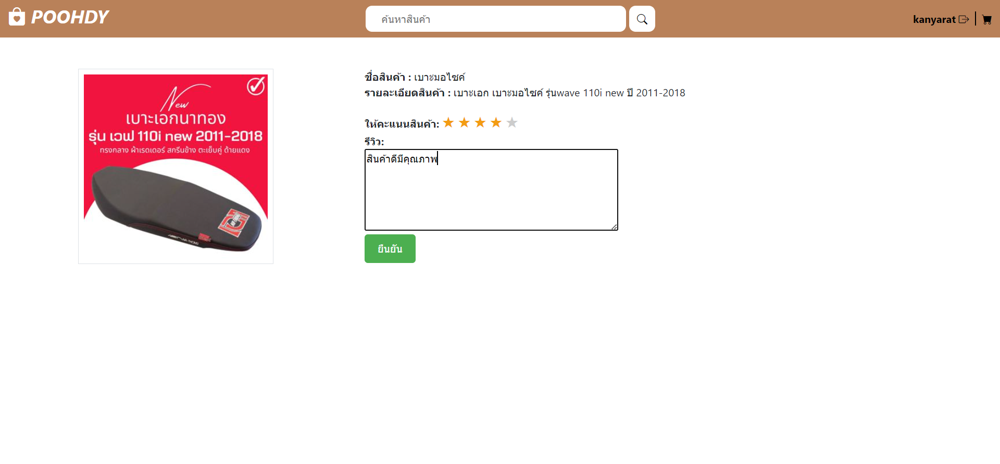 POOHDY
ค้นหาสินค้า
kanyarat
New
เบาะเอกนาทอง
รุ่น เวฟ 110i new 2011-2018
ทรงกลาง ผ้าเรดเดอร์ สกรีนข้าง ตะเย็บคู่ ด้ายแดง
ชื่อสินค้า : เบาะมอไซค์
รายละเอียดสินค้า : เบาะเอก เบาะมอไซค์ รุ่นwave 110i new ปี 2011-2018
ให้คะแนนสินค้า:
รีวิว:
สินค้าดีมีคุณภาพ
ยืนยัน